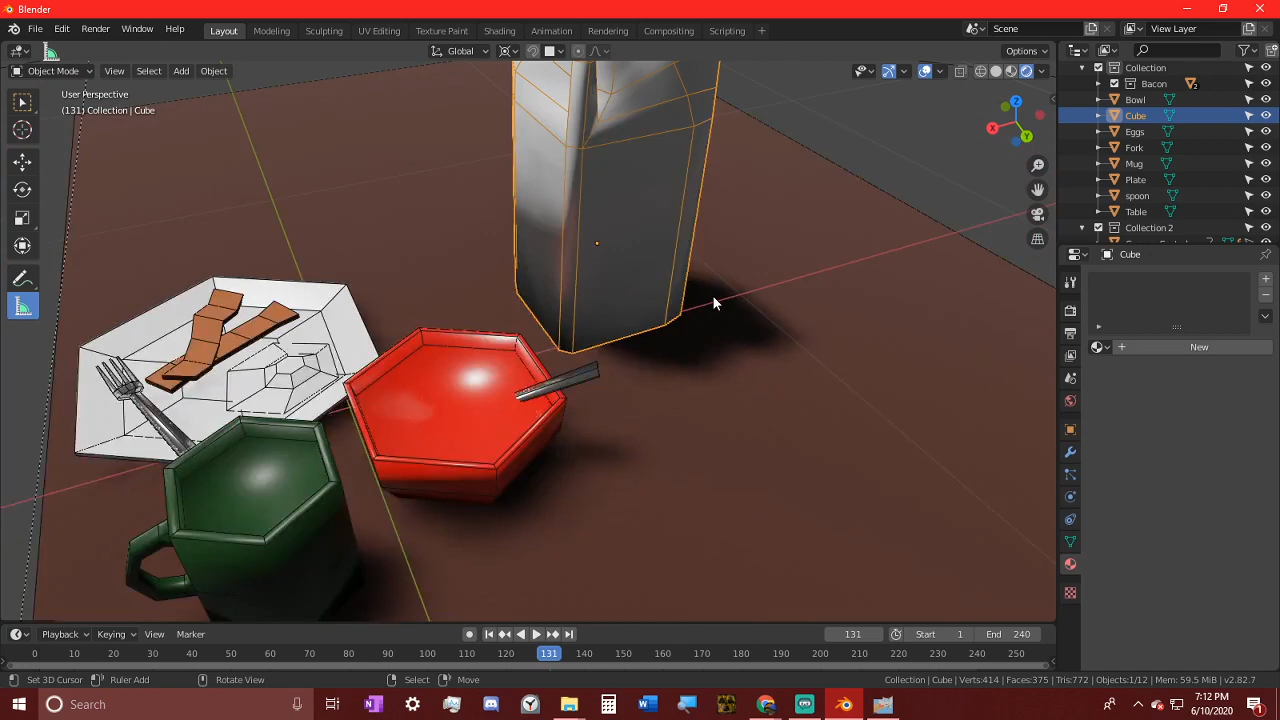 Blender
File Edit Render Window Help
Layout Modeling Sculpting UV Editing Texture Paint Shading Animation Rendering Compositing Scripting +
Scene View Layer
Global Options
Object Mode View Select Add Object
User Perspective
(131) Collection | Cube
Z
X
Y
Collection
Bacon 2
Bowl
Cube
Eggs
Fork
Mug
Plate
spoon
Table
Collection 2
Cube
New
Playback Keying View Marker 131 Start 1 End 240
0 10 20 30 40 50 60 70 80 90 100 110 120 131 140 150 160 170 180 190 200 210 220 230 240 250
Set 3D Cursor Ruler Add Rotate View Select Move Collection | Cube | Verts:414 | Faces:375 | Tris:772 | Objects:1/12 | Mem: 59.5 MiB | v2.82.7
Search
7:12 PM
6/10/2020